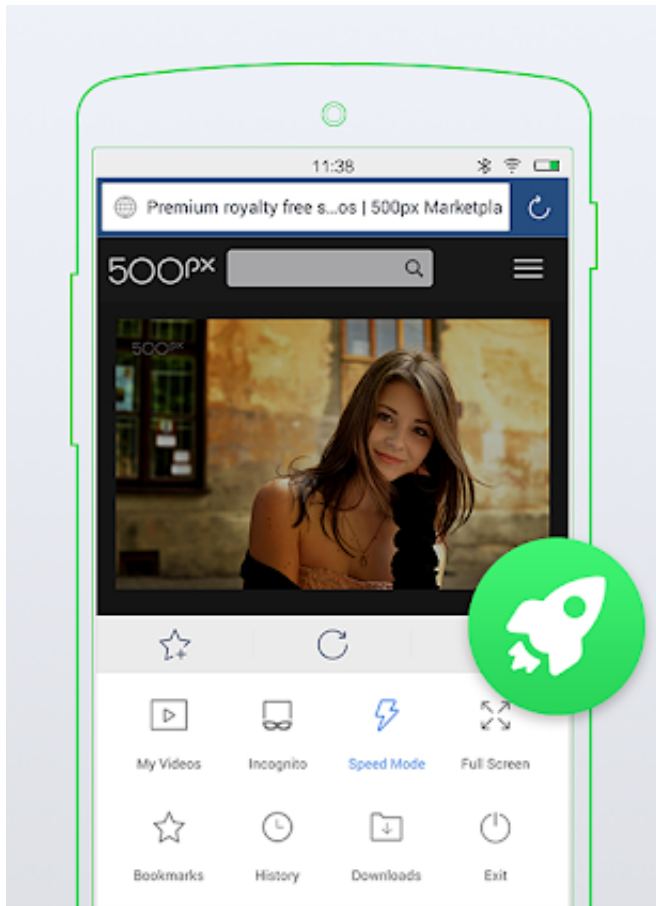 11:38
Premium royalty free s...os | 500px Marketpla
500px
500px
My Videos Incognito Speed Mode Full Screen
Bookmarks History Downloads Exit